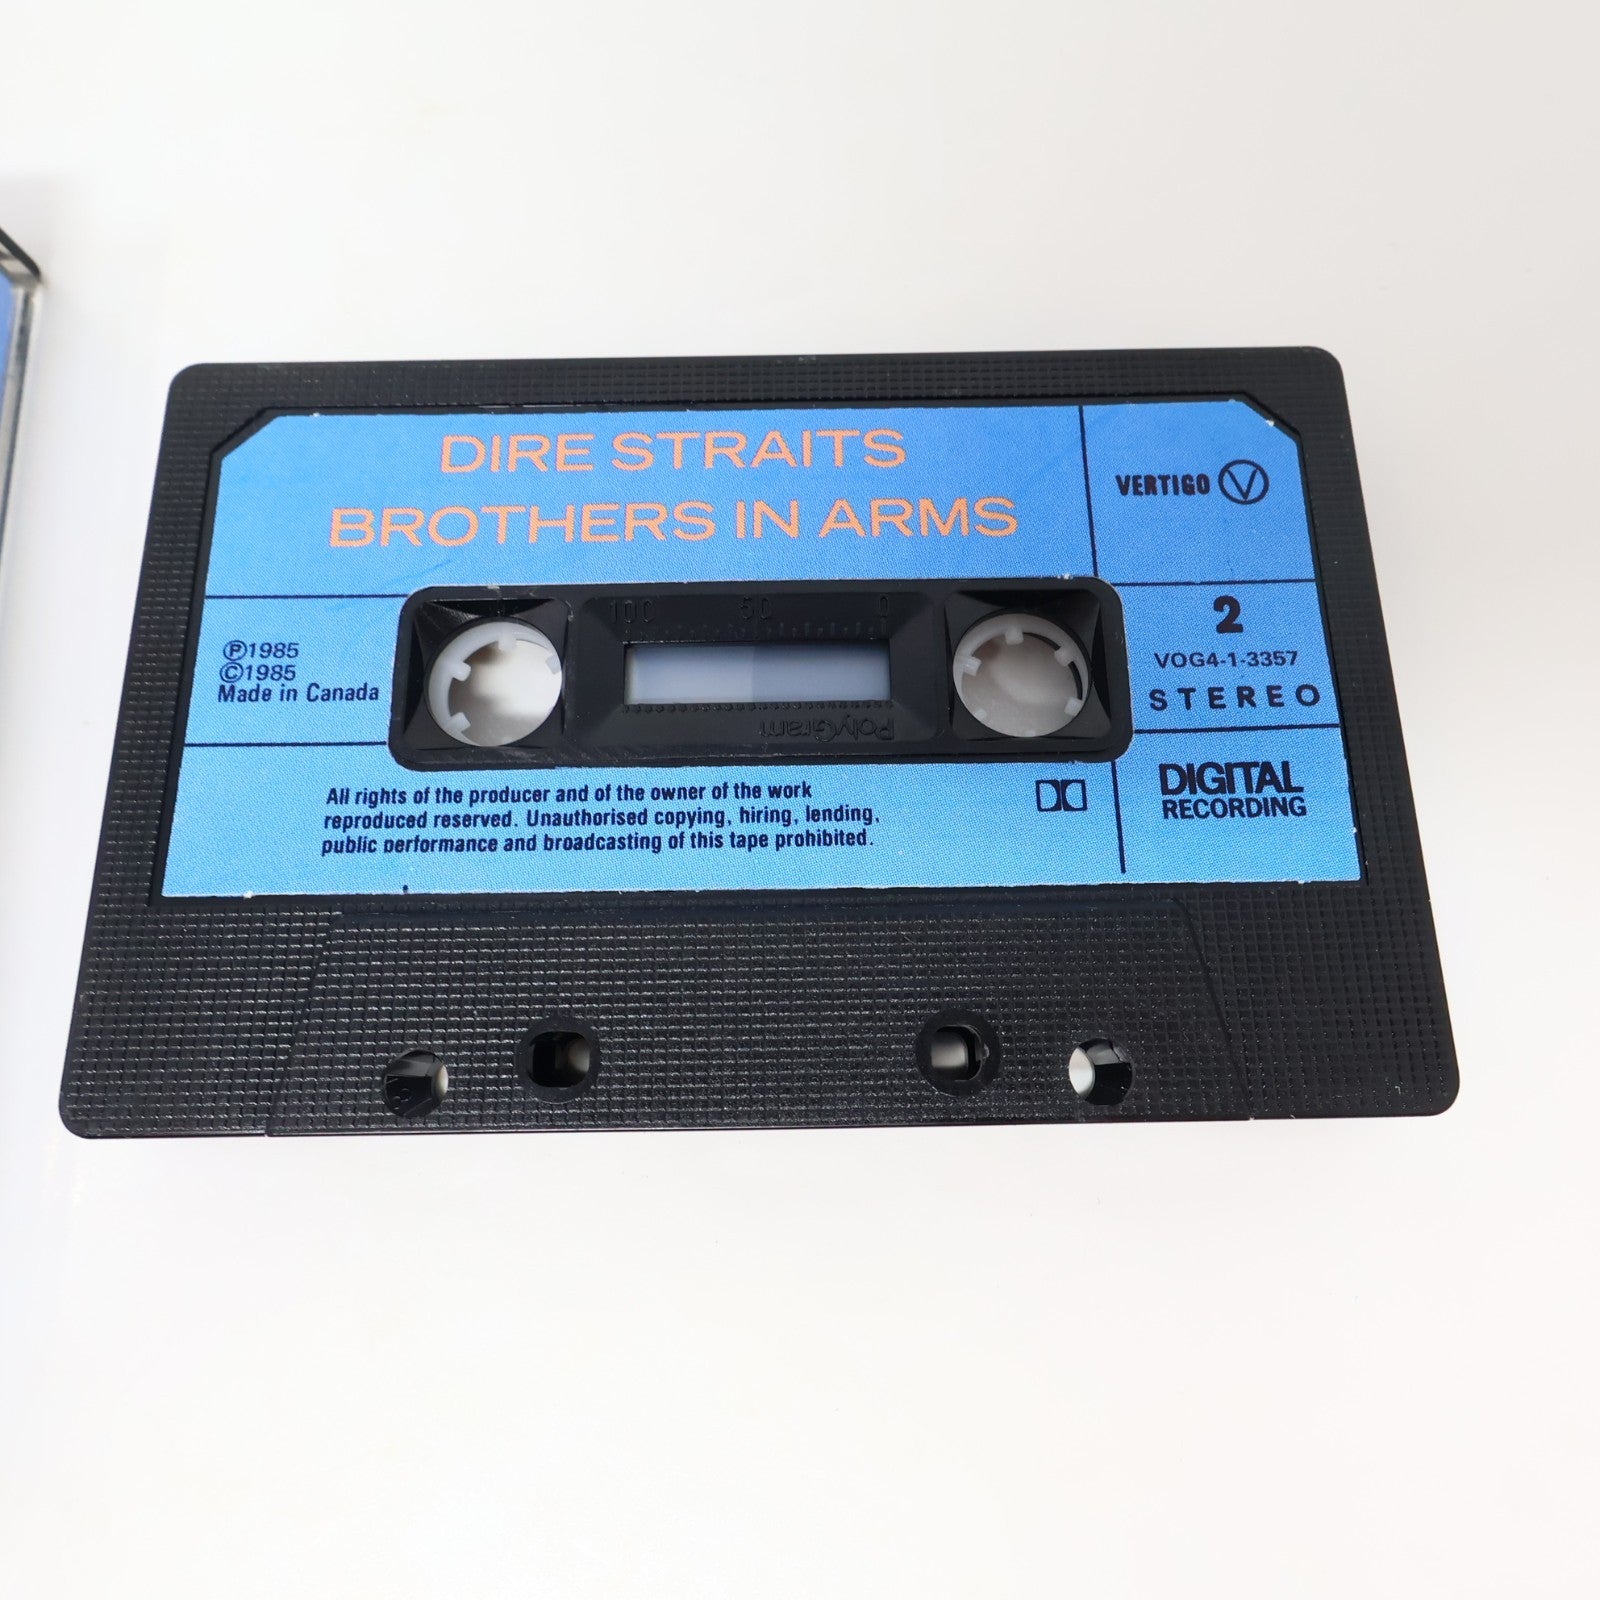 DIRE STRAITS
BROTHERS IN ARMS
VERTIGO V
100 50 0
℗1985
©1985
Made in Canada
2
VOG4-1-3357
STEREO
PolyGram
All rights of the producer and of the owner of the work
reproduced reserved. Unauthorised copying, hiring, lending,
public performance and broadcasting of this tape prohibited.
DIGITAL
RECORDING